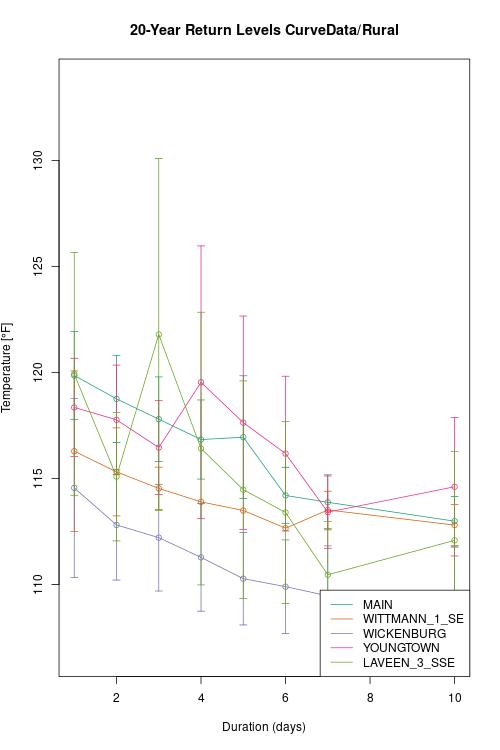 20-Year Return Levels CurveData/Rural
Temperature [°F]
130
125
120
115
110
MAIN
WITTMANN_1_SE
WICKENBURG
YOUNGTOWN
LAVEEN_3_SSE
2
4
6
8
10
Duration (days)